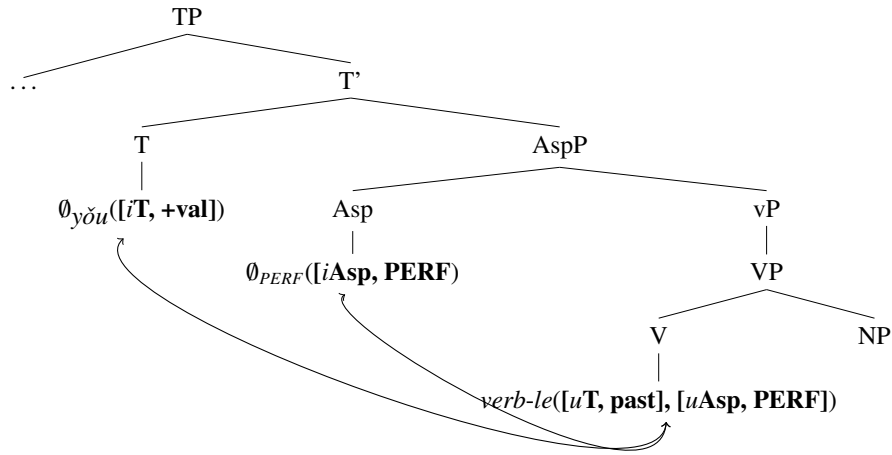 TP
... T'
T AspP
∅yǒu([iT, +val]) Asp vP
∅PERF([iAsp, PERF) VP
V NP
verb-le([uT, past], [uAsp, PERF])